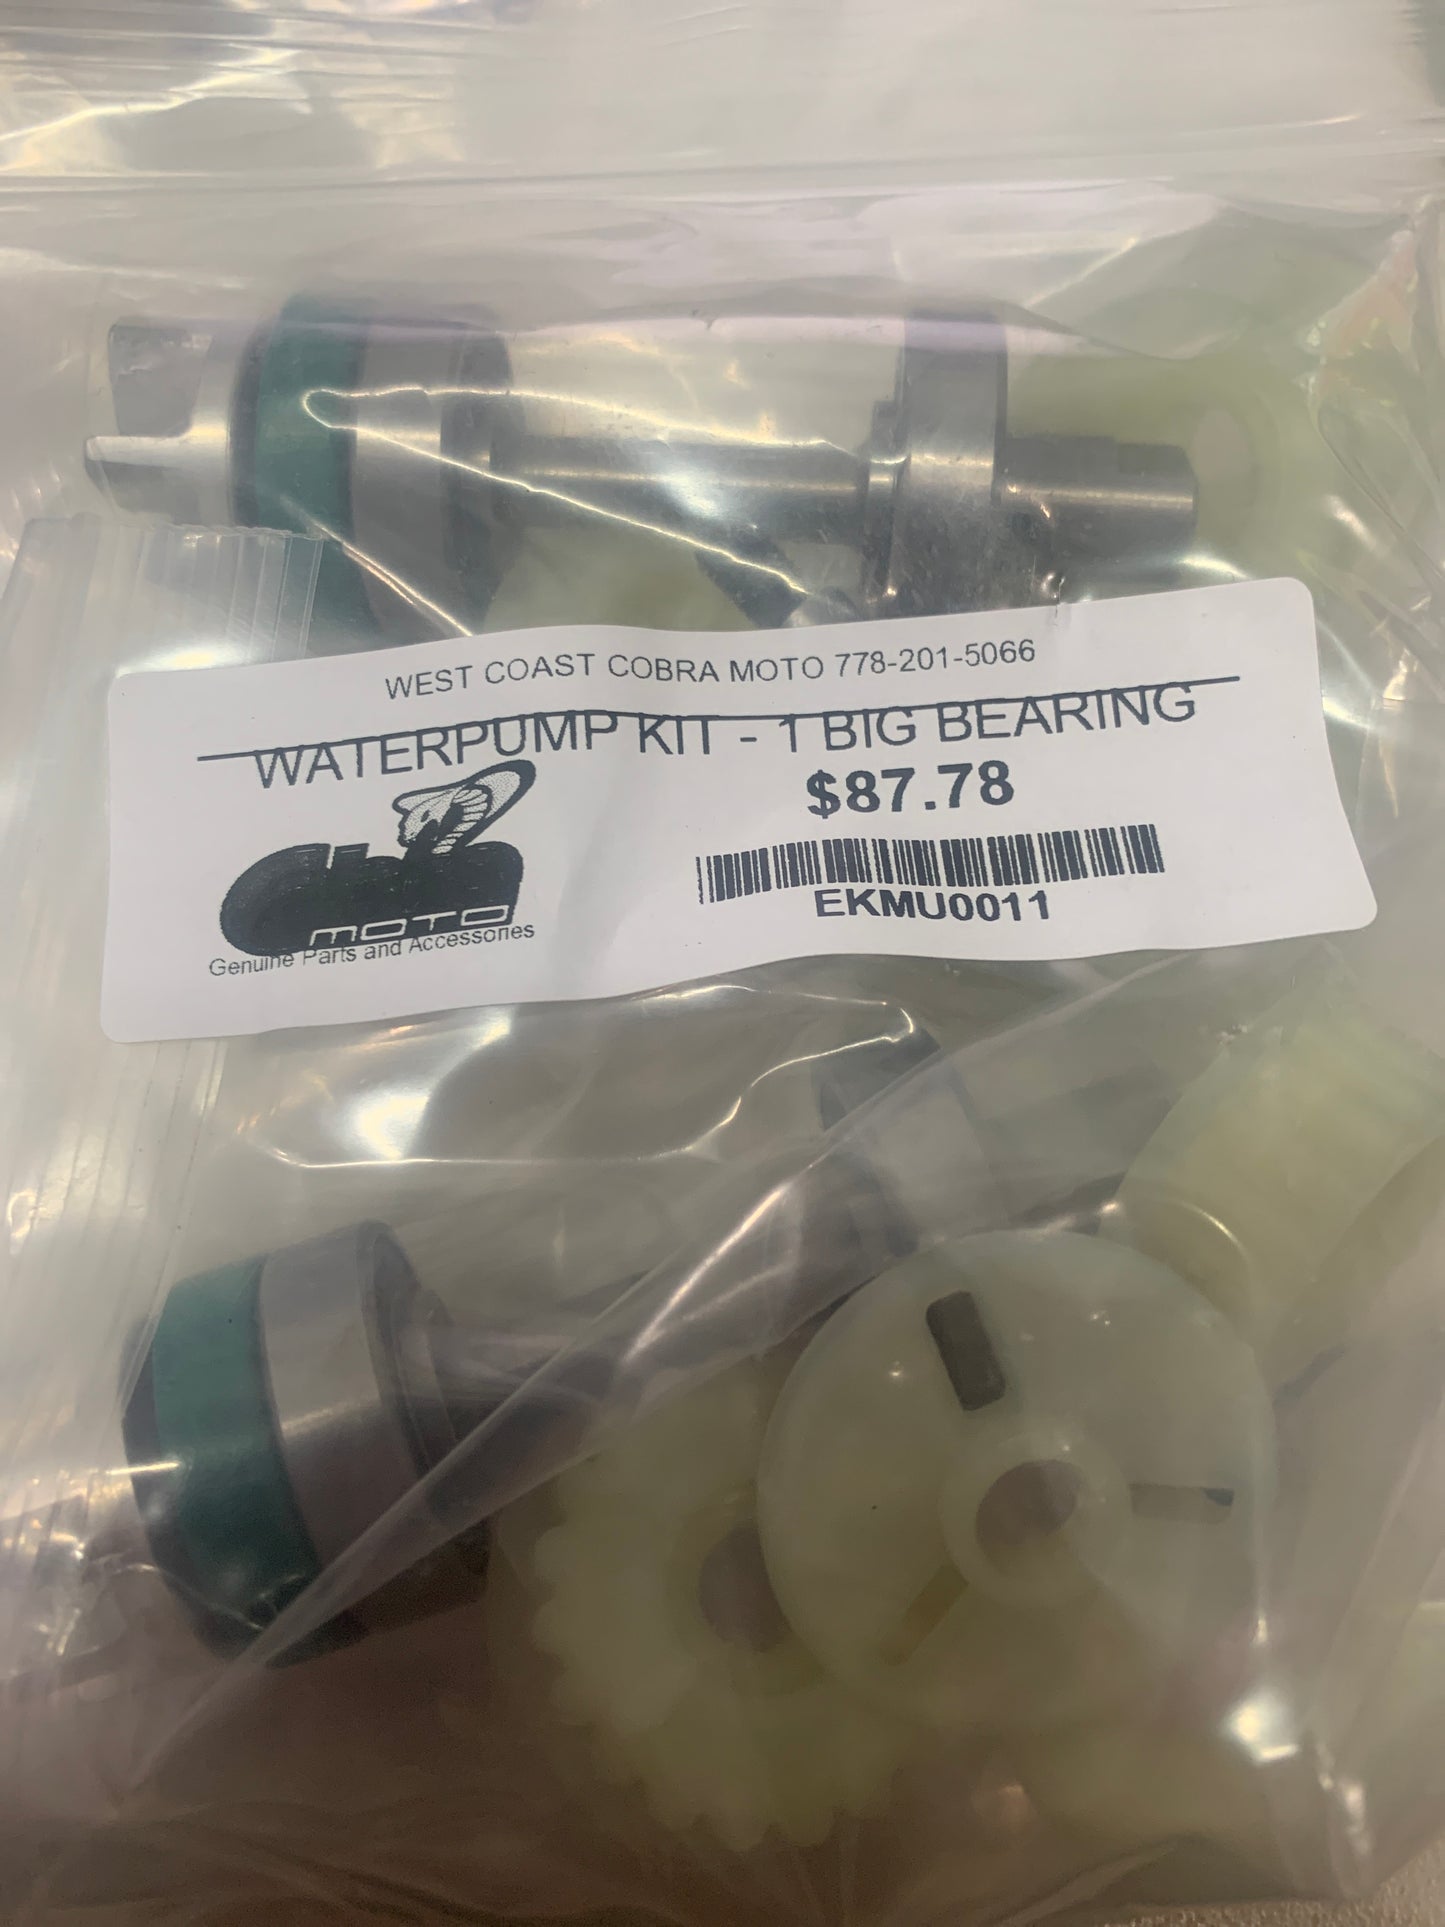 WEST COAST COBRA MOTO 778-201-5066
WATERPUMP KIT - 1 BIG BEARING
$87.78
EKMU0011
MOTO
Genuine Parts and Accessories